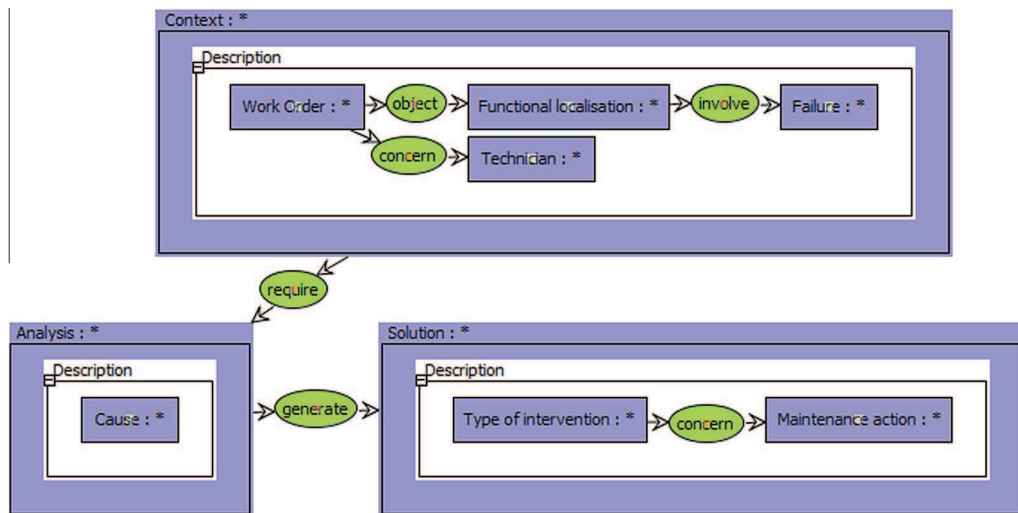 Context : *
Description
Work Order : *
object
Functional localisation : *
involve
Failure : *
concern
Technician : *
require
Analysis : *
Description
Cause : *
generate
Solution : *
Description
Type of intervention : *
concern
Maintenance action : *